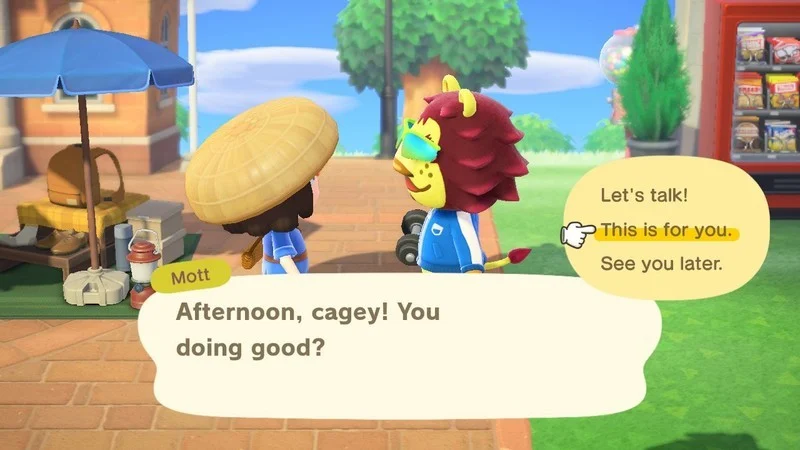 Let's talk!
This is for you.
See you later.
Mott
Afternoon, cagey! You
doing good?